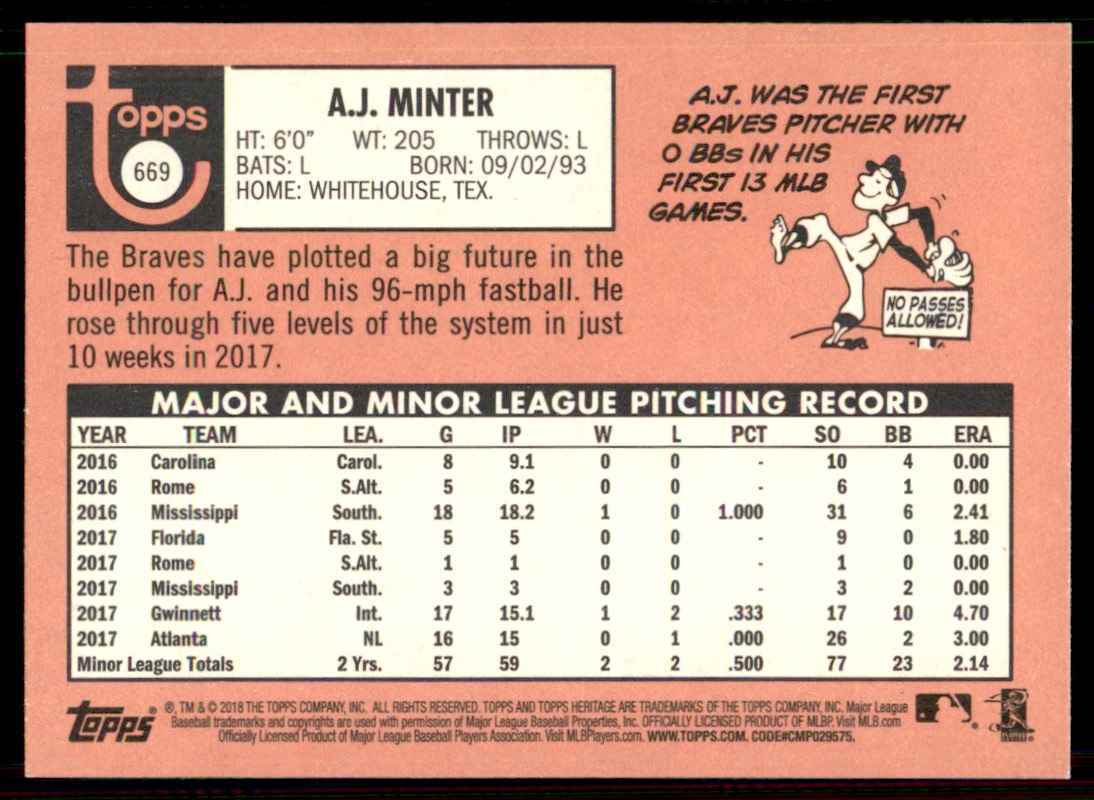 topps
669
A.J. MINTER
HT: 6'0" WT: 205 THROWS: L
BATS: L BORN: 09/02/93
HOME: WHITEHOUSE, TEX.
A.J. WAS THE FIRST
BRAVES PITCHER WITH
0 BBs IN HIS
FIRST 13 MLB
GAMES.
NO PASSES
ALLOWED!
The Braves have plotted a big future in the
bullpen for A.J. and his 96-mph fastball. He
rose through five levels of the system in just
10 weeks in 2017.
MAJOR AND MINOR LEAGUE PITCHING RECORD
YEAR TEAM LEA. G IP W L PCT SO BB ERA
2016 Carolina Carol. 8 9.1 0 0 - 10 4 0.00
2016 Rome S.Alt. 5 6.2 0 0 - 6 1 0.00
2016 Mississippi South. 18 18.2 1 0 1.000 31 6 2.41
2017 Florida Fla. St. 5 5 0 0 - 9 0 1.80
2017 Rome S.Alt. 1 1 0 0 - 1 0 0.00
2017 Mississippi South. 3 3 0 0 - 3 2 0.00
2017 Gwinnett Int. 17 15.1 1 2 .333 17 10 4.70
2017 Atlanta NL 16 15 0 1 .000 26 2 3.00
Minor League Totals 2 Yrs. 57 59 2 2 .500 77 23 2.14
topps®
®, TM & © 2018 THE TOPPS COMPANY, INC. ALL RIGHTS RESERVED. TOPPS AND TOPPS HERITAGE ARE TRADEMARKS OF THE TOPPS COMPANY, INC. Major League
Baseball trademarks and copyrights are used with permission of Major League Baseball Properties, Inc. OFFICIALLY LICENSED PRODUCT OF MLBP. Visit MLB.com
Officially Licensed Product of Major League Baseball Players Association. Visit MLBPlayers.com. WWW.TOPPS.COM. CODE#CMP029575.